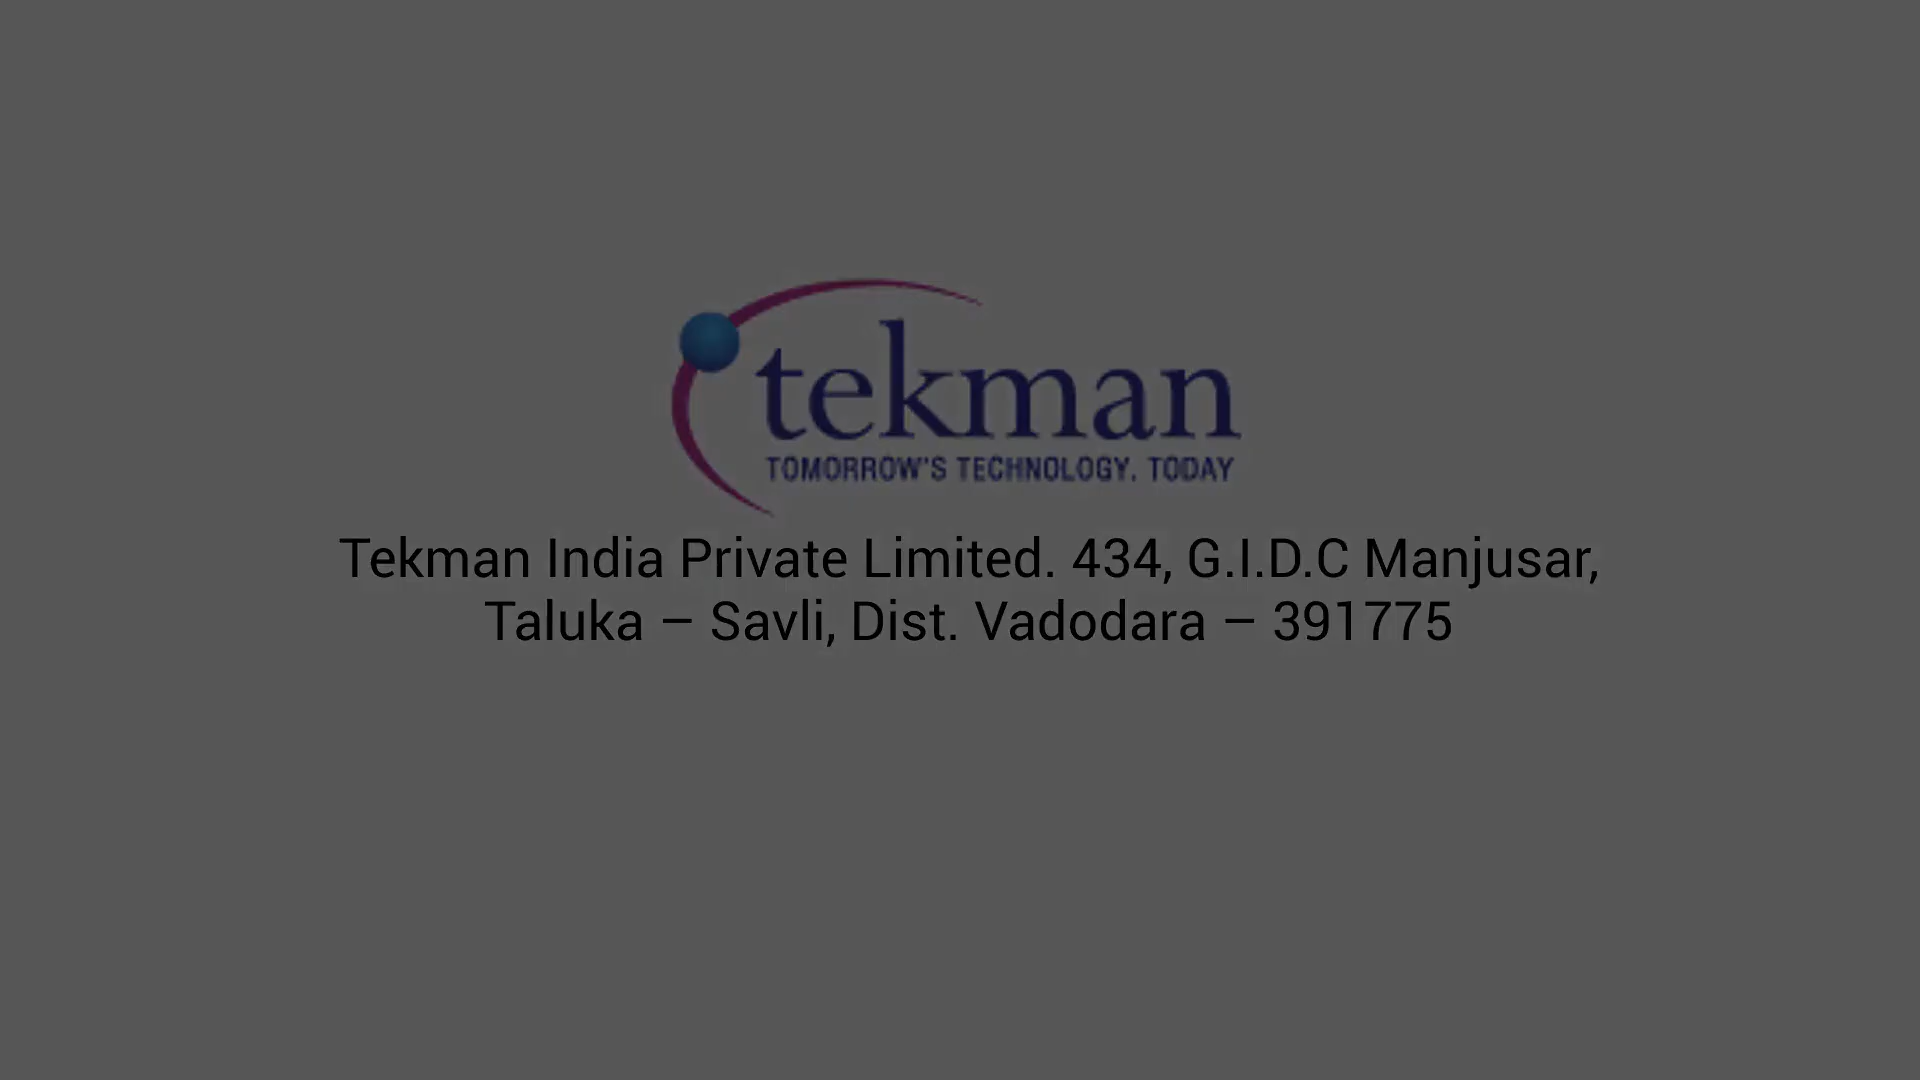 tekman
TOMORROW'S TECHNOLOGY. TODAY
Tekman India Private Limited. 434, G.I.D.C Manjusar,
Taluka – Savli, Dist. Vadodara – 391775